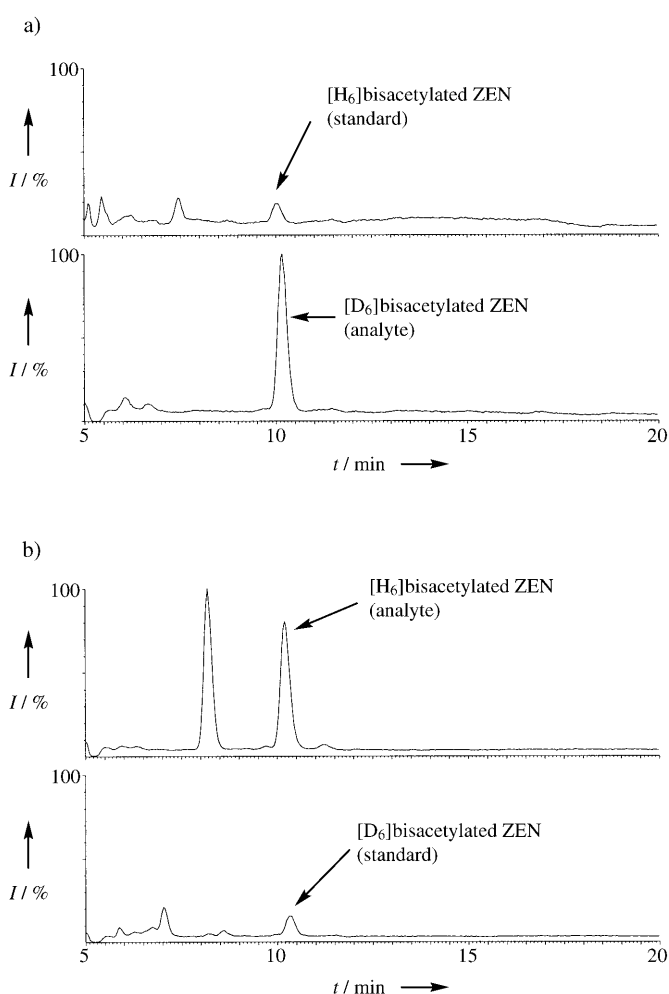 a)
100
[H₆]bisacetylated ZEN
(standard)
I / %
100
[D₆]bisacetylated ZEN
(analyte)
I / %
5 10 15 20
t / min
b)
100
[H₆]bisacetylated ZEN
(analyte)
I / %
100
[D₆]bisacetylated ZEN
(standard)
I / %
5 10 15 20
t / min